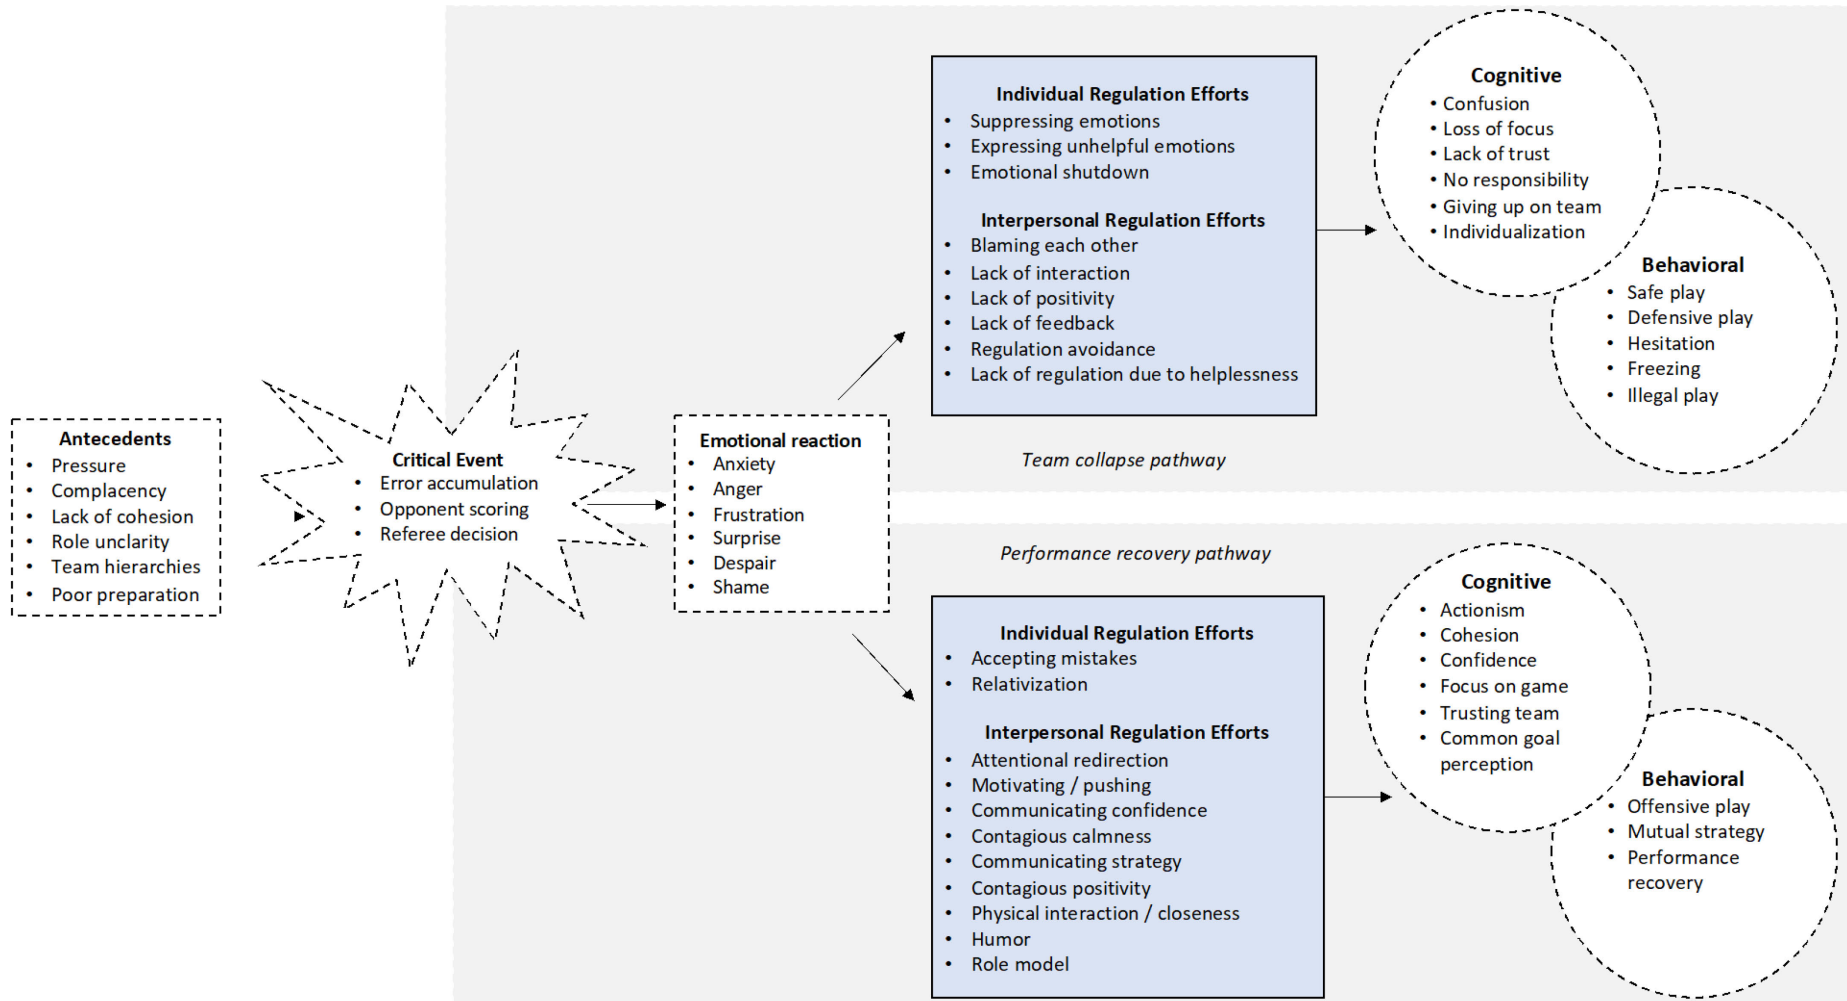 Antecedents
• Pressure
• Complacency
• Lack of cohesion
• Role unclarity
• Team hierarchies
• Poor preparation
Critical Event
• Error accumulation
• Opponent scoring
• Referee decision
Emotional reaction
• Anxiety
• Anger
• Frustration
• Surprise
• Despair
• Shame
Individual Regulation Efforts
• Suppressing emotions
• Expressing unhelpful emotions
• Emotional shutdown
Interpersonal Regulation Efforts
• Blaming each other
• Lack of interaction
• Lack of positivity
• Lack of feedback
• Regulation avoidance
• Lack of regulation due to helplessness
Team collapse pathway
Cognitive
• Confusion
• Loss of focus
• Lack of trust
• No responsibility
• Giving up on team
• Individualization
Behavioral
• Safe play
• Defensive play
• Hesitation
• Freezing
• Illegal play
Performance recovery pathway
Individual Regulation Efforts
• Accepting mistakes
• Relativization
Interpersonal Regulation Efforts
• Attentional redirection
• Motivating / pushing
• Communicating confidence
• Contagious calmness
• Communicating strategy
• Contagious positivity
• Physical interaction / closeness
• Humor
• Role model
Cognitive
• Actionism
• Cohesion
• Confidence
• Focus on game
• Trusting team
• Common goal
perception
Behavioral
• Offensive play
• Mutual strategy
• Performance
recovery